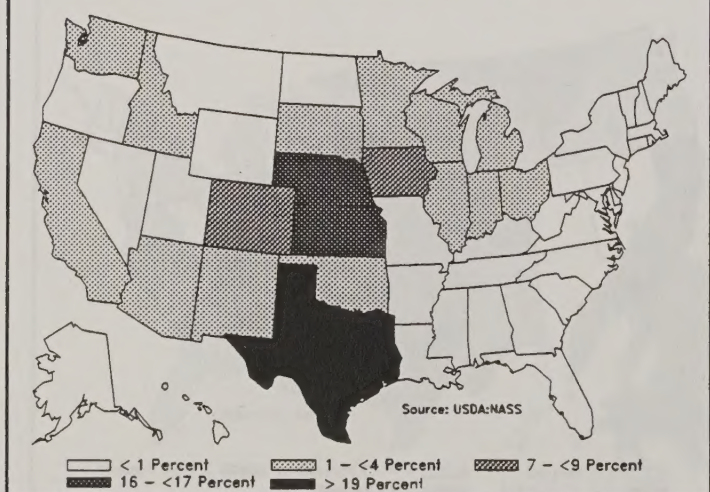 Source: USDA:NASS
< 1 Percent 1 - <4 Percent 7 - <9 Percent
16 - <17 Percent > 19 Percent